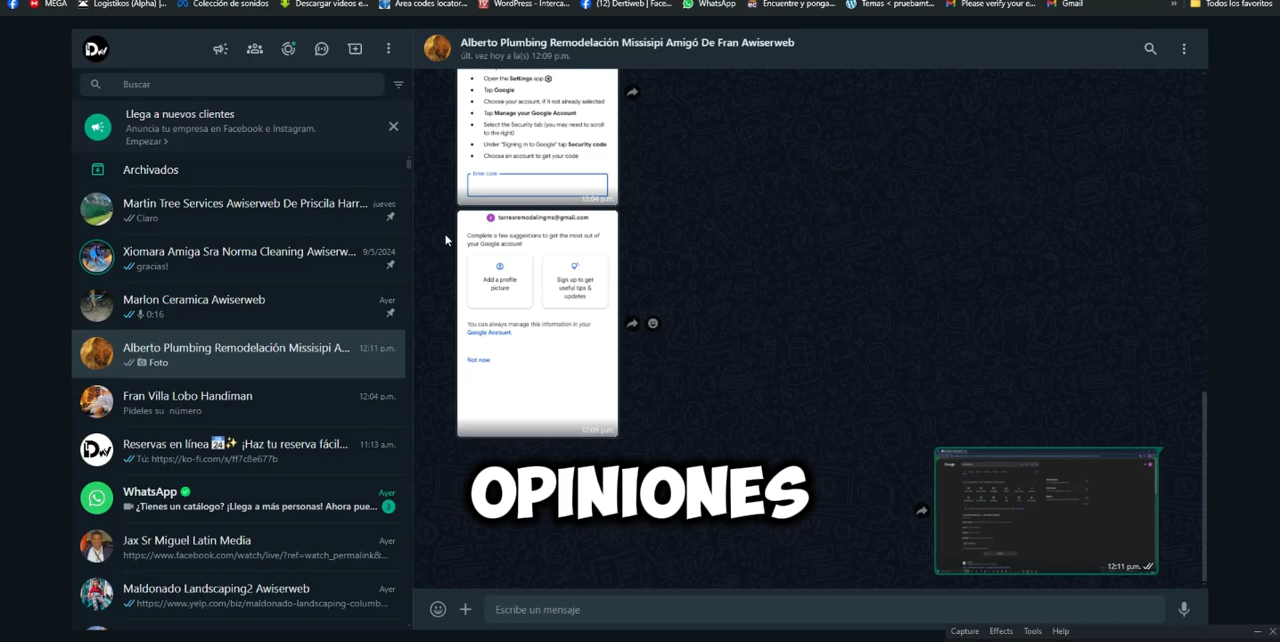 MEGA
Logistikos (Alpha) |...
Colección de sonidos
Descargar videos e...
Area codes locator...
WordPress - Interca...
(12) Dertiweb | Face...
WhatsApp
Encuentre y ponga...
Temas < pruebamt...
Please verify your e...
Gmail
»
Todos los favoritos
DW
Alberto Plumbing Remodelación Missisipi Amigó De Fran Awiserweb
últ. vez hoy a la(s) 12:09 p.m.
Buscar
Llega a nuevos clientes
Anuncia tu empresa en Facebook e Instagram.
Empezar >
Archivados
Martin Tree Services Awiserweb De Priscila Harr...
jueves
Claro
Xiomara Amiga Sra Norma Cleaning Awiserw...
9/5/2024
gracias!
Marlon Ceramica Awiserweb
Ayer
0:16
Alberto Plumbing Remodelación Missisipi A...
12:11 p.m.
Foto
Fran Villa Lobo Handiman
12:04 p.m.
Pídeles su número
Reservas en línea ¡Haz tu reserva fácil...
11:13 a.m.
Tú: https://ko-fi.com/s/ff7c8e677b
WhatsApp
Ayer
¿Tienes un catálogo? ¡Llega a más personas! Ahora pue...
3
Jax Sr Miguel Latin Media
Ayer
https://www.facebook.com/watch/live/?ref=watch_permalink&...
Maldonado Landscaping2 Awiserweb
Ayer
https://www.yelp.com/biz/maldonado-landscaping-columb...
• Open the Settings app
• Tap Google
• Choose your account, if it not already selected
• Tap Manage your Google Account
• Select the Security tab (you may need to scroll
to the right)
• Under "Signing in to Google" tap Security code
• Choose an account to get your code
Enter code
12:04 p.m.
torresremodelingms@gmail.com
Complete a few suggestions to get the most out of
your Google account
Add a profile
picture
Sign up to get
useful tips &
updates
You can always manage this information in your
Google Account.
Not now
12:09 p.m.
OPINIONES
12:11 p.m.
Escribe un mensaje
Capture Effects Tools Help